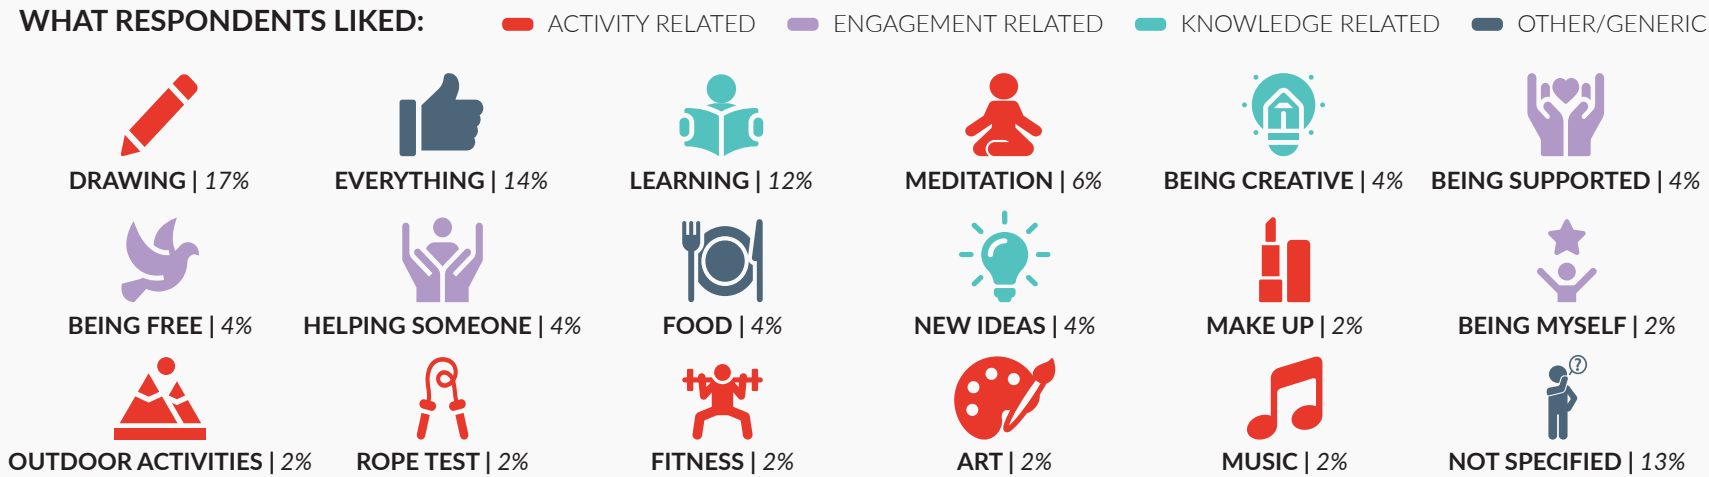 WHAT RESPONDENTS LIKED: ACTIVITY RELATED ENGAGEMENT RELATED KNOWLEDGE RELATED OTHER/GENERIC
DRAWING | 17% EVERYTHING | 14% LEARNING | 12% MEDITATION | 6% BEING CREATIVE | 4% BEING SUPPORTED | 4%
BEING FREE | 4% HELPING SOMEONE | 4% FOOD | 4% NEW IDEAS | 4% MAKE UP | 2% BEING MYSELF | 2%
?
OUTDOOR ACTIVITIES | 2% ROPE TEST | 2% FITNESS | 2% ART | 2% MUSIC | 2% NOT SPECIFIED | 13%